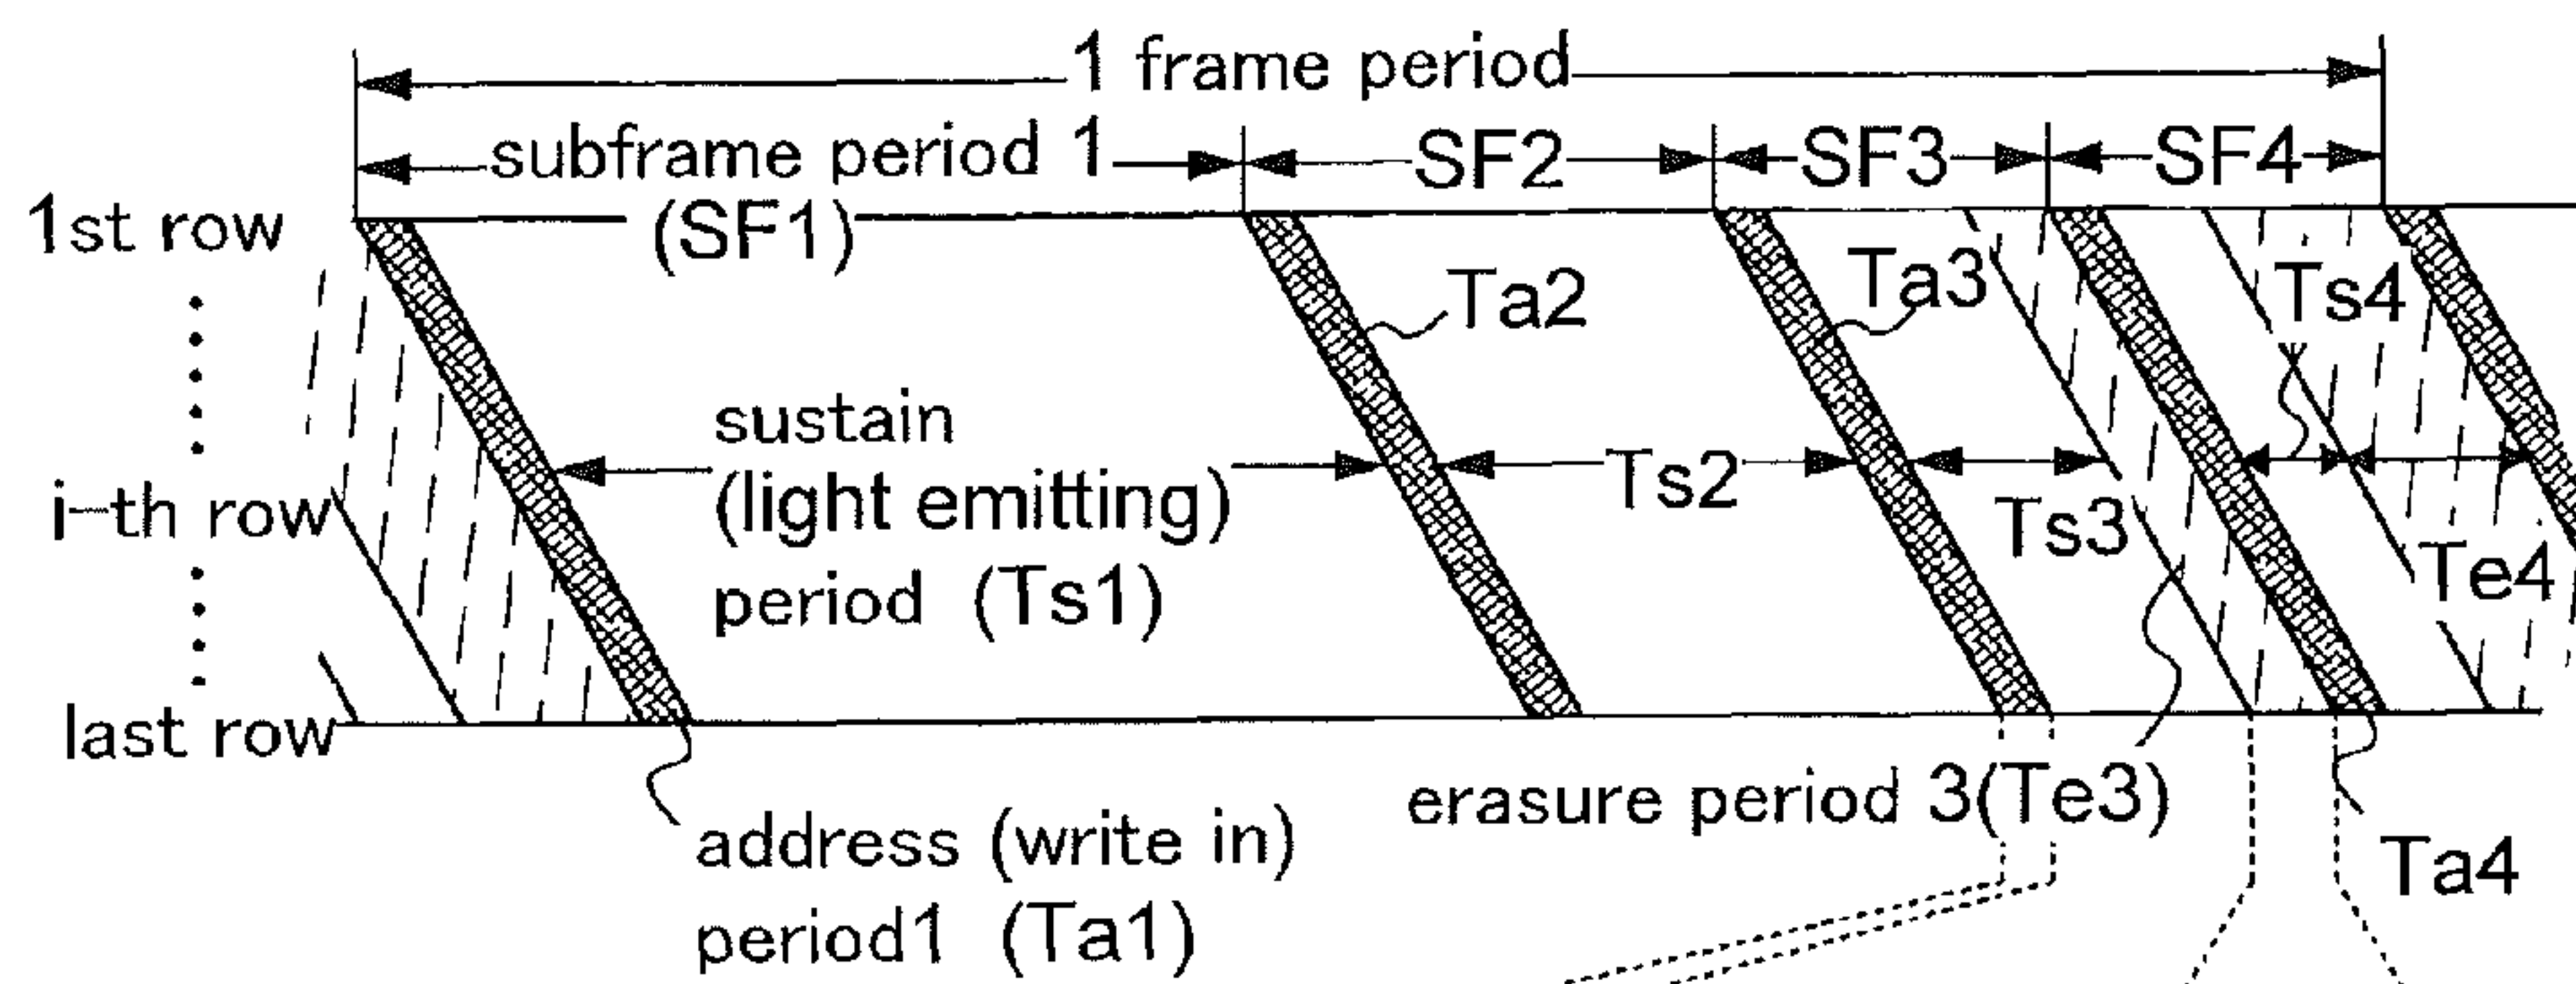 1 frame period
subframe period 1
(SF1)
SF2
SF3
SF4
1st row
i-th row
last row
Ta2
Ta3
Ts4
sustain
(light emitting)
period (Ts1)
Ts2
Ts3
Te4
address (write in)
period1 (Ta1)
erasure period 3(Te3)
Ta4